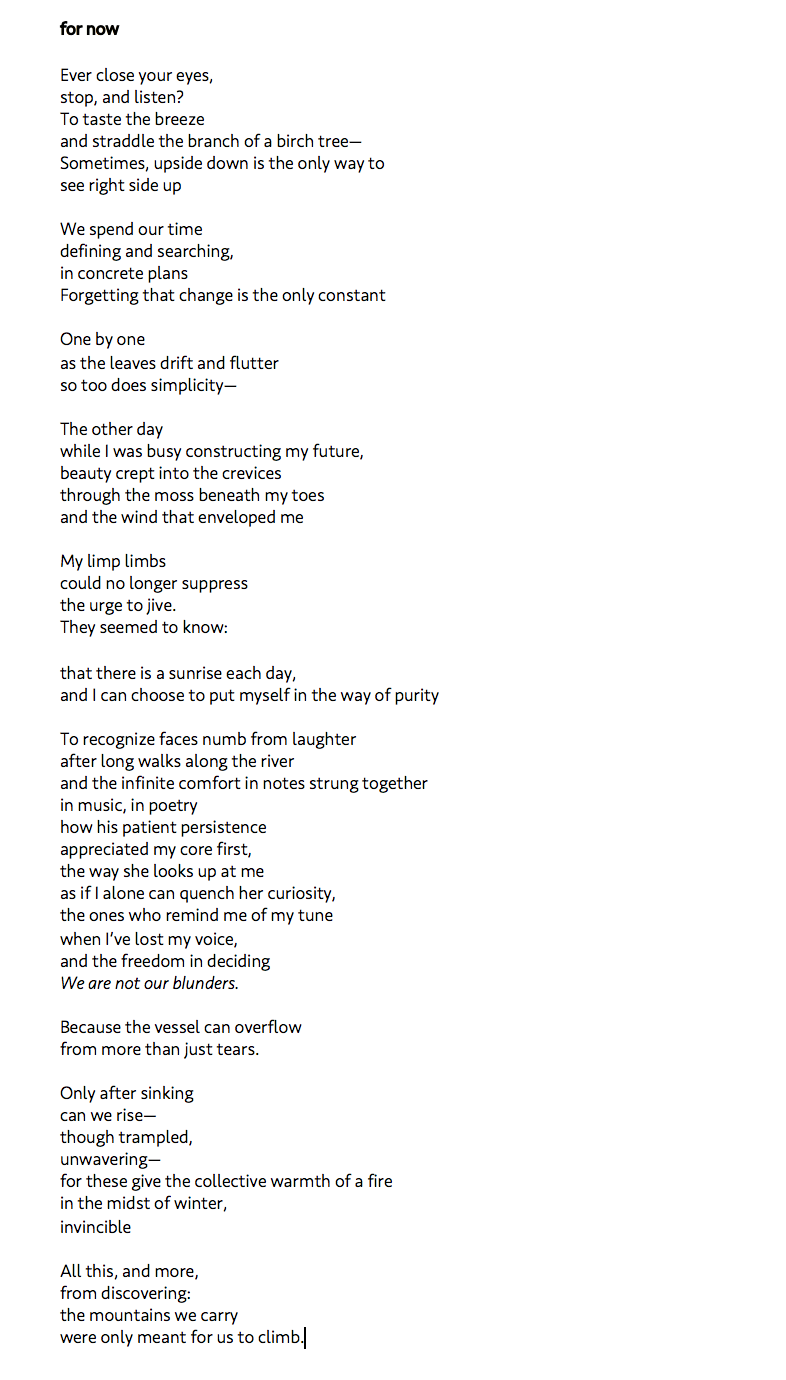 for now

Ever close your eyes,
stop, and listen?
To taste the breeze
and straddle the branch of a birch tree—
Sometimes, upside down is the only way to
see right side up

We spend our time
defining and searching,
in concrete plans
Forgetting that change is the only constant

One by one
as the leaves drift and flutter
so too does simplicity—

The other day
while I was busy constructing my future,
beauty crept into the crevices
through the moss beneath my toes
and the wind that enveloped me

My limp limbs
could no longer suppress
the urge to jive.
They seemed to know:

that there is a sunrise each day,
and I can choose to put myself in the way of purity

To recognize faces numb from laughter
after long walks along the river
and the infinite comfort in notes strung together
in music, in poetry
how his patient persistence
appreciated my core first,
the way she looks up at me
as if I alone can quench her curiosity,
the ones who remind me of my tune
when I’ve lost my voice,
and the freedom in deciding
We are not our blunders.

Because the vessel can overflow
from more than just tears.

Only after sinking
can we rise—
though trampled,
unwavering—
for these give the collective warmth of a fire
in the midst of winter,
invincible

All this, and more,
from discovering:
the mountains we carry
were only meant for us to climb.